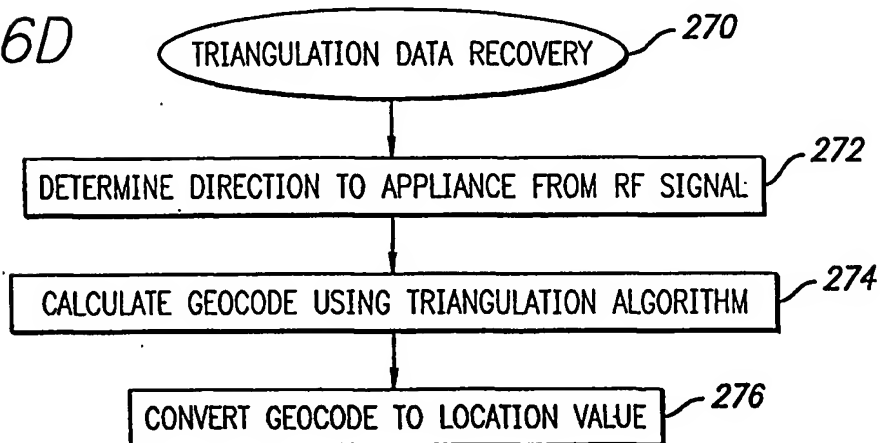 6D
TRIANGULATION DATA RECOVERY
270
DETERMINE DIRECTION TO APPLIANCE FROM RF SIGNAL
272
CALCULATE GEOCODE USING TRIANGULATION ALGORITHM
274
CONVERT GEOCODE TO LOCATION VALUE
276